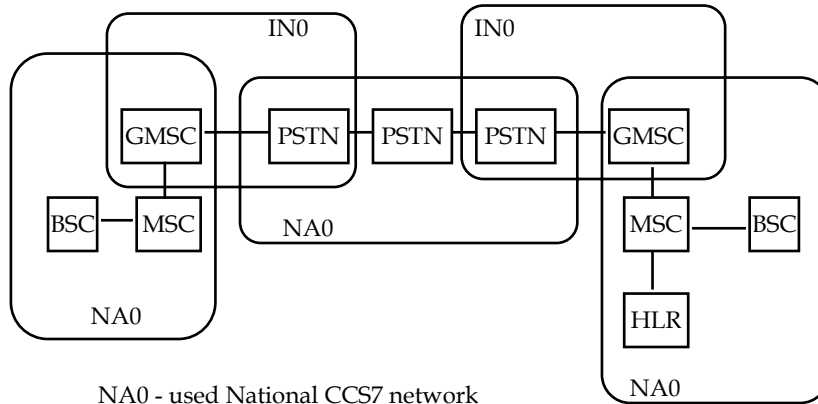 IN0 IN0
GMSC PSTN PSTN PSTN GMSC
BSC MSC MSC BSC
NA0
NA0
HLR
NA0
NA0 - used National CCS7 network